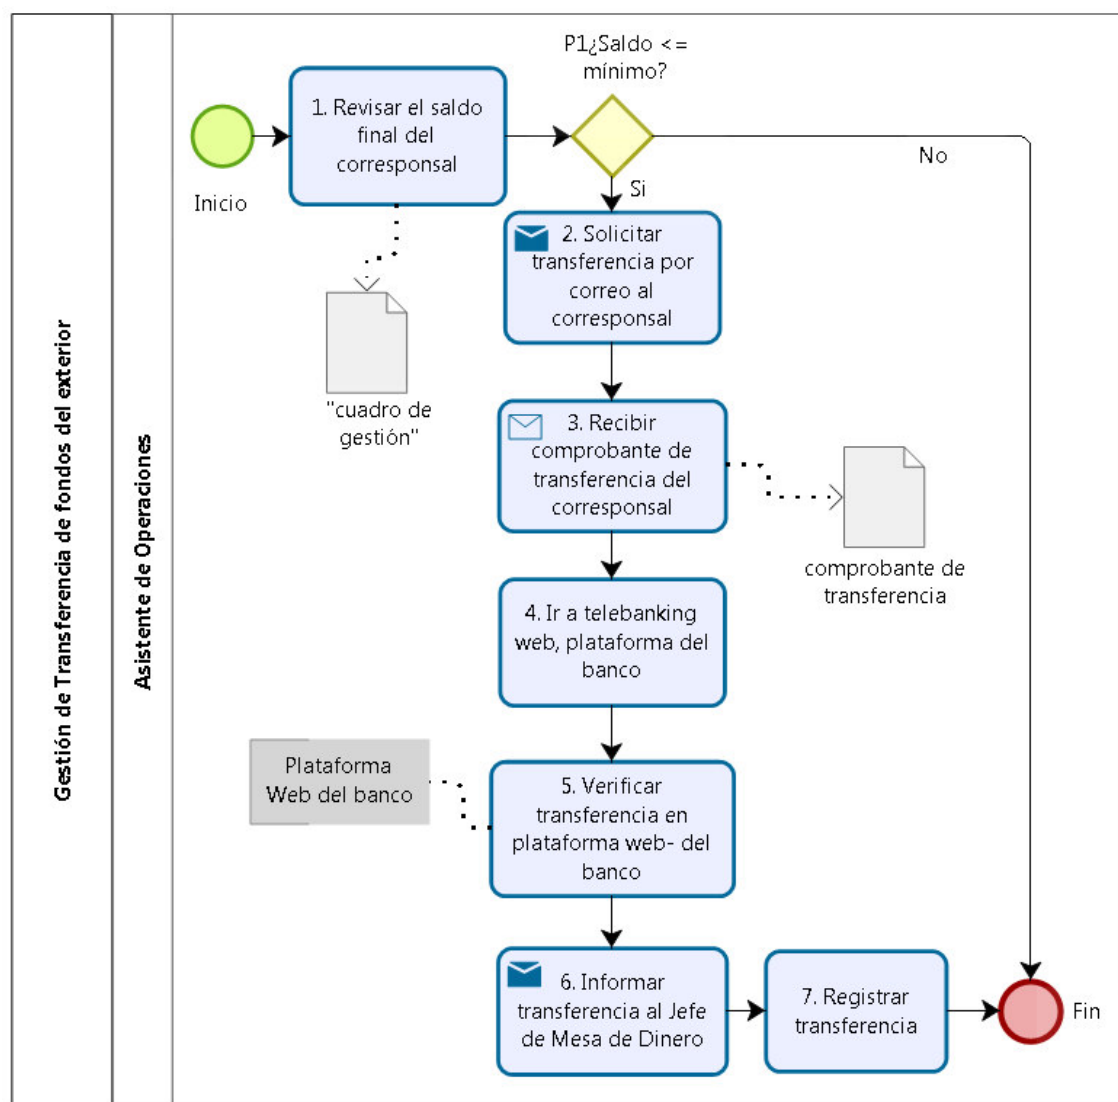 Gestión de Transferencia de fondos del exterior
Asistente de Operaciones
Inicio
1. Revisar el saldo
final del
corresponsal
P1¿Saldo <=
mínimo?
No
Si
"cuadro de
gestión"
2. Solicitar
transferencia por
correo al
corresponsal
3. Recibir
comprobante de
transferencia del
corresponsal
comprobante de
transferencia
4. Ir a telebanking
web, plataforma del
banco
Plataforma
Web del banco
5. Verificar
transferencia en
plataforma web- del
banco
6. Informar
transferencia al Jefe
de Mesa de Dinero
7. Registrar
transferencia
Fin